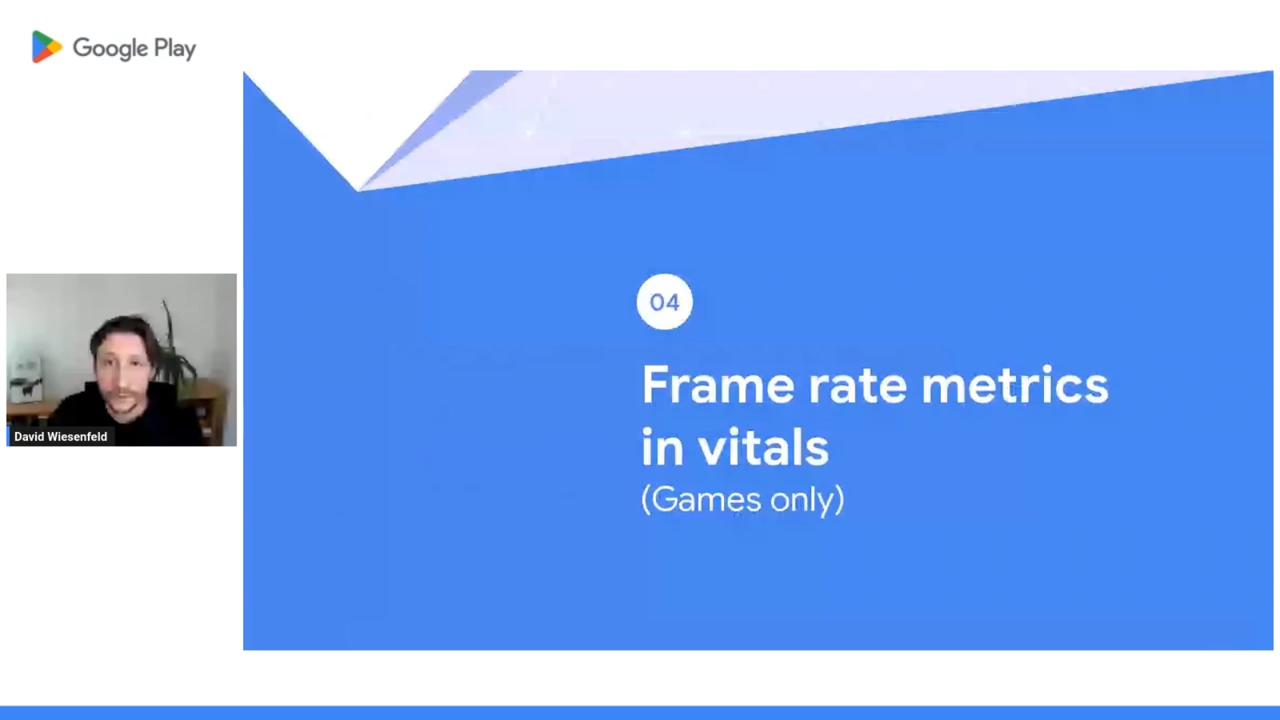 Google Play
04
Frame rate metrics
in vitals
(Games only)
David Wiesenfeld